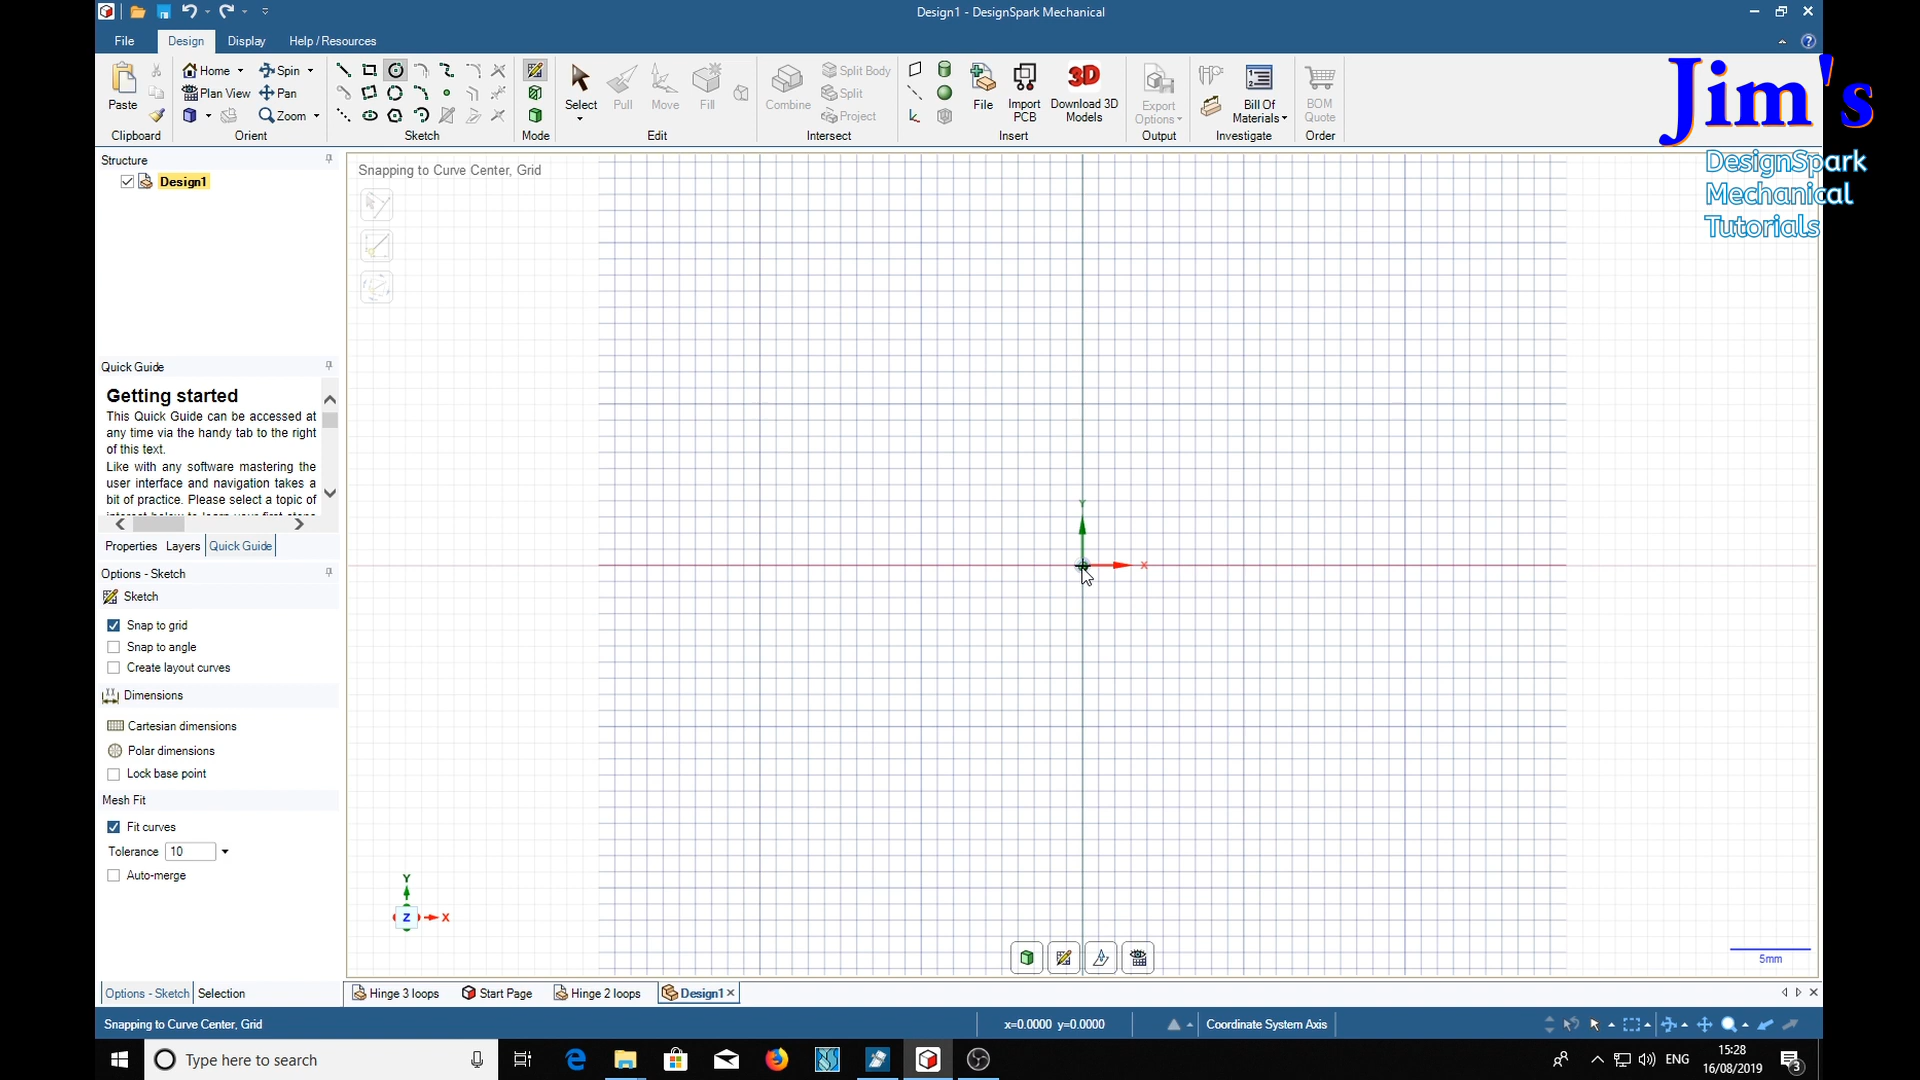 Design1 - DesignSpark Mechanical
File Design Display Help / Resources
Jim's
DesignSpark
Mechanical
Tutorials
Paste
Clipboard
Home Spin
Plan View Pan
Zoom
Orient
Sketch
Mode
Select Pull Move Fill
Edit
Combine Split Body
Split
Project
Intersect
File Import PCB Download 3D Models
Insert
Export Options
Output
Bill Of Materials
Investigate
BOM Quote
Order
Structure
Design1
Snapping to Curve Center, Grid
Quick Guide
Getting started
This Quick Guide can be accessed at
any time via the handy tab to the right
of this text.
Like with any software mastering the
user interface and navigation takes a
bit of practice. Please select a topic of
Properties Layers Quick Guide
Options - Sketch
Sketch
Snap to grid
Snap to angle
Create layout curves
Dimensions
Cartesian dimensions
Polar dimensions
Lock base point
Mesh Fit
Fit curves
Tolerance 10
Auto-merge
Y
X
Y
Z X
5mm
Options - Sketch Selection
Hinge 3 loops Start Page Hinge 2 loops Design1
Snapping to Curve Center, Grid x=0.0000 y=0.0000 Coordinate System Axis
Type here to search
ENG
15:28
16/08/2019
3